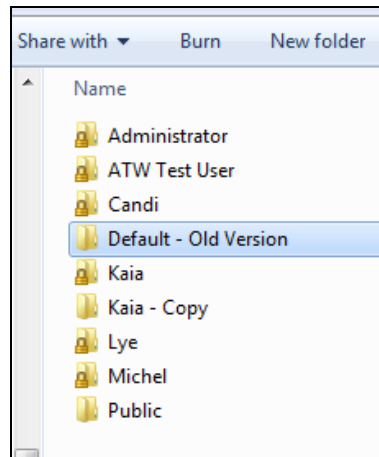 Share with Burn New folder
Name
Administrator
ATW Test User
Candi
Default - Old Version
Kaia
Kaia - Copy
Lye
Michel
Public